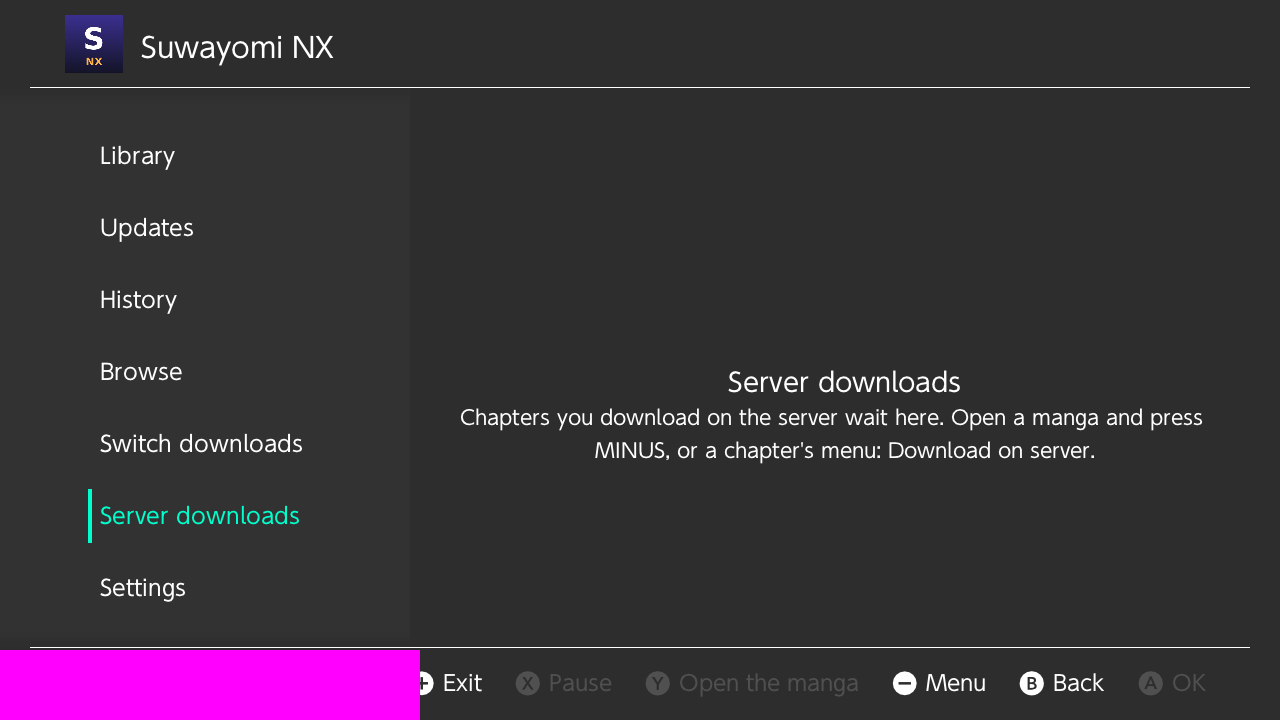 S
NX
Suwayomi NX
Library
Updates
History
Browse
Switch downloads
Server downloads
Settings
Server downloads
Chapters you download on the server wait here. Open a manga and press
MINUS, or a chapter's menu: Download on server.
Exit X Pause Y Open the manga Menu B Back A OK